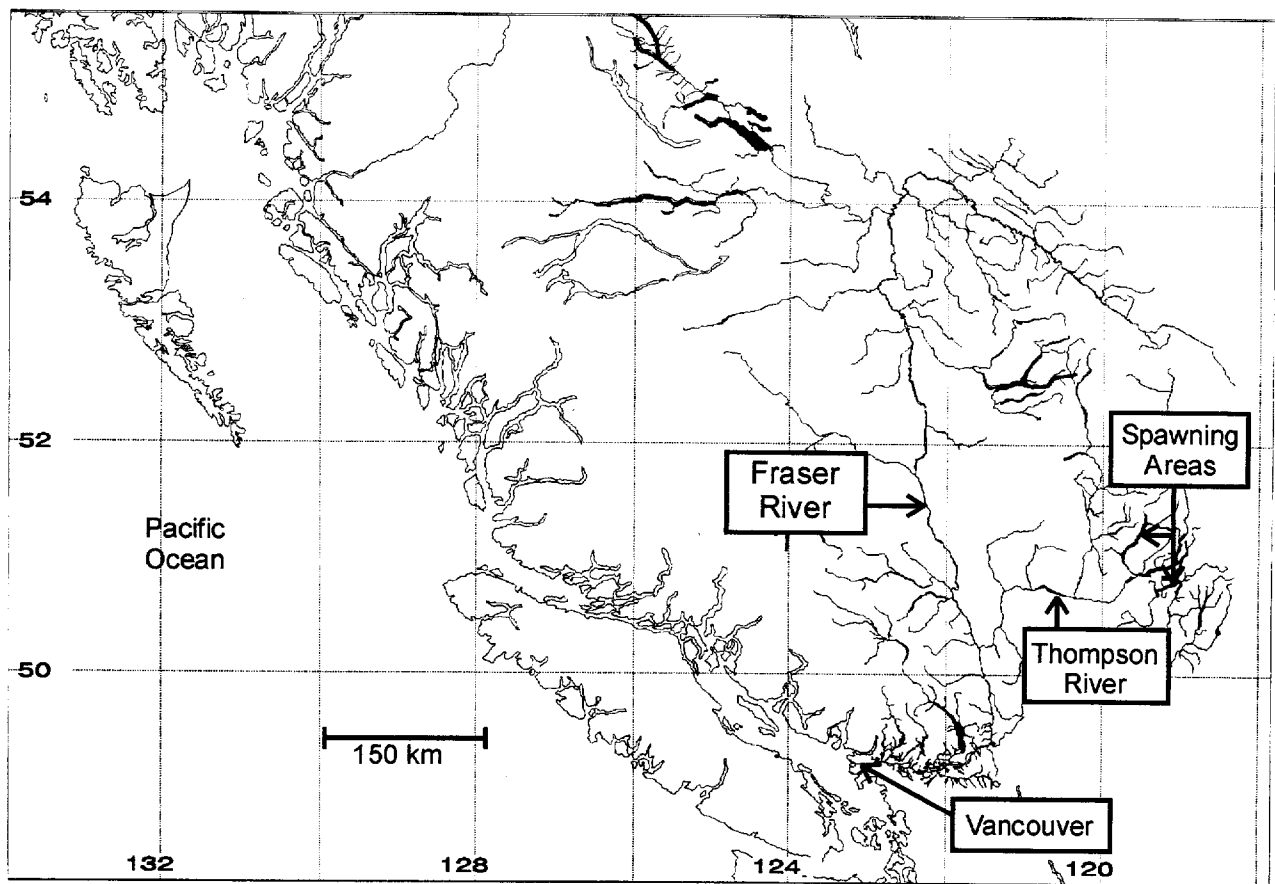 54
52
50
Pacific
Ocean
Fraser
River
Spawning
Areas
Thompson
River
150 km
Vancouver
132
128
124
120